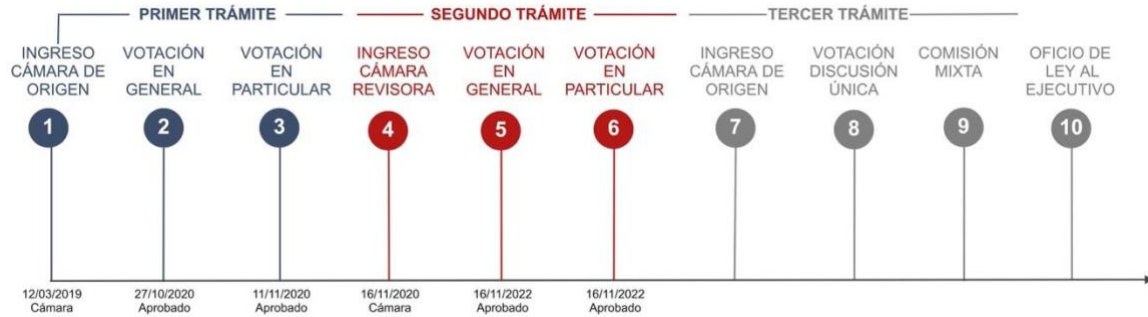 PRIMER TRÁMITE
SEGUNDO TRÁMITE
TERCER TRÁMITE
INGRESO
CÁMARA DE
ORIGEN
VOTACIÓN
EN
GENERAL
VOTACIÓN
EN
PARTICULAR
INGRESO
CÁMARA
REVISORA
VOTACIÓN
EN
GENERAL
VOTACIÓN
EN
PARTICULAR
INGRESO
CÁMARA DE
ORIGEN
VOTACIÓN
DISCUSIÓN
ÚNICA
COMISIÓN
MIXTA
OFICIO DE
LEY AL
EJECUTIVO
1
2
3
4
5
6
7
8
9
10
12/03/2019
Cámara
27/10/2020
Aprobado
11/11/2020
Aprobado
16/11/2020
Cámara
16/11/2022
Aprobado
16/11/2022
Aprobado